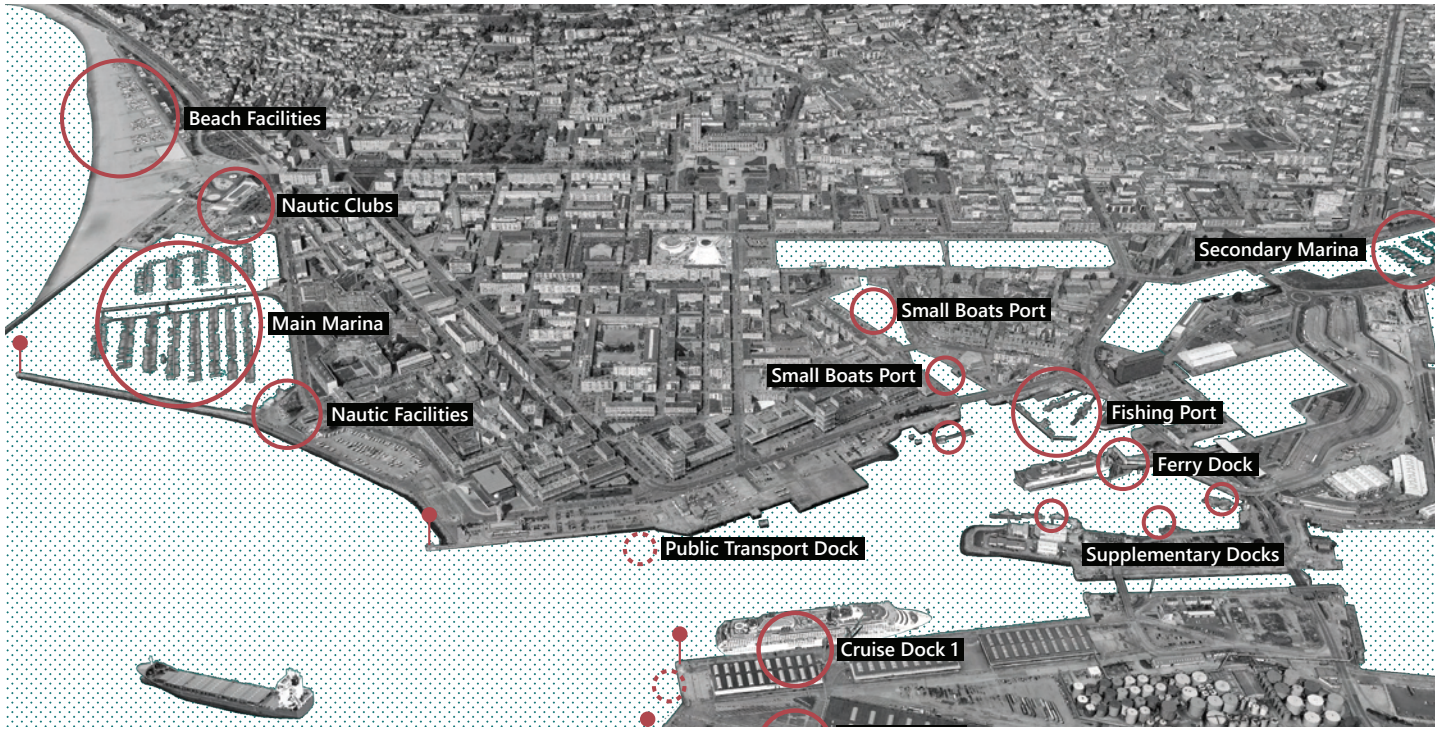 Beach Facilities
Nautic Clubs
Secondary Marina
Small Boats Port
Main Marina
Small Boats Port
Nautic Facilities
Fishing Port
Ferry Dock
Public Transport Dock
Supplementary Docks
Cruise Dock 1